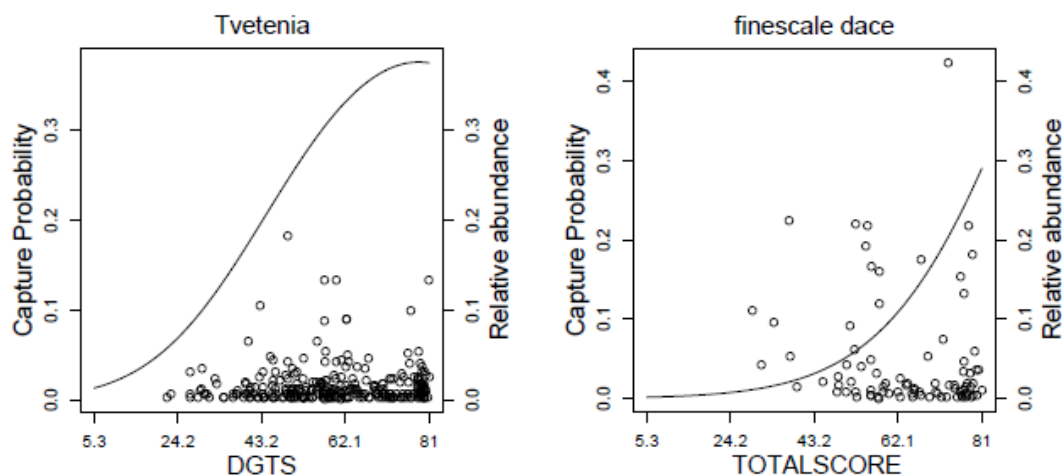 Tvetenia
Capture Probability
0.0 0.1 0.2 0.3
0.0 0.1 0.2 0.3
Relative abundance
5.3 24.2 43.2 62.1 81
DGTS
finescale dace
Capture Probability
0.0 0.1 0.2 0.3 0.4
0.0 0.1 0.2 0.3 0.4
Relative abundance
5.3 24.2 43.2 62.1 81
TOTALSCORE